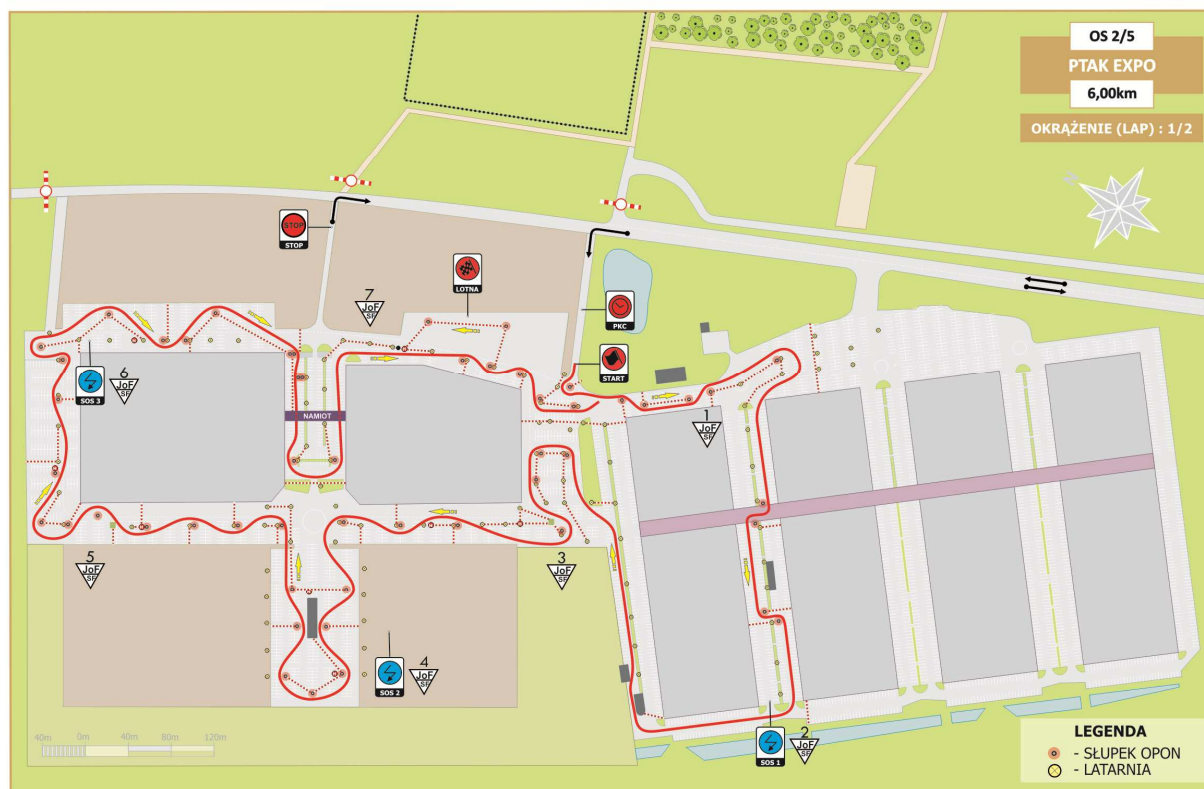 OS 2/5
PTAK EXPO
6,00km
OKRĄŻENIE (LAP) : 1/2
STOP
STOP
LOTNA
PKC
START
7
JoF
SF
6
JoF
SF
SOS 3
NAMIOT
1
JoF
SF
5
JoF
SF
3
JoF
SF
4
JoF
SF
SOS 2
2
JoF
SF
SOS 1
40m 0m 40m 80m 120m
LEGENDA
- SŁUPEK OPON
- LATARNIA